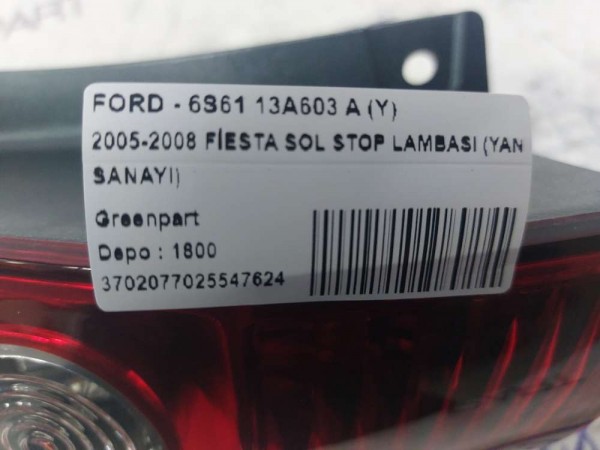 FORD - 6S61 13A603 A (Y)
2005-2008 FİESTA SOL STOP LAMBASI (YAN
SANAYI)
Greenpart
Depo : 1800
3702077025547624